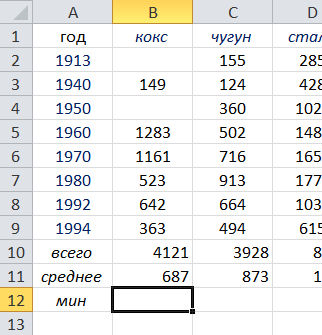 A B C D
1 год кокс чугун стал
2 1913 155 285
3 1940 149 124 428
4 1950 360 102
5 1960 1283 502 148
6 1970 1161 716 165
7 1980 523 913 177
8 1992 642 664 103
9 1994 363 494 615
10 всего 4121 3928 8
11 среднее 687 873 1
12 мин
13